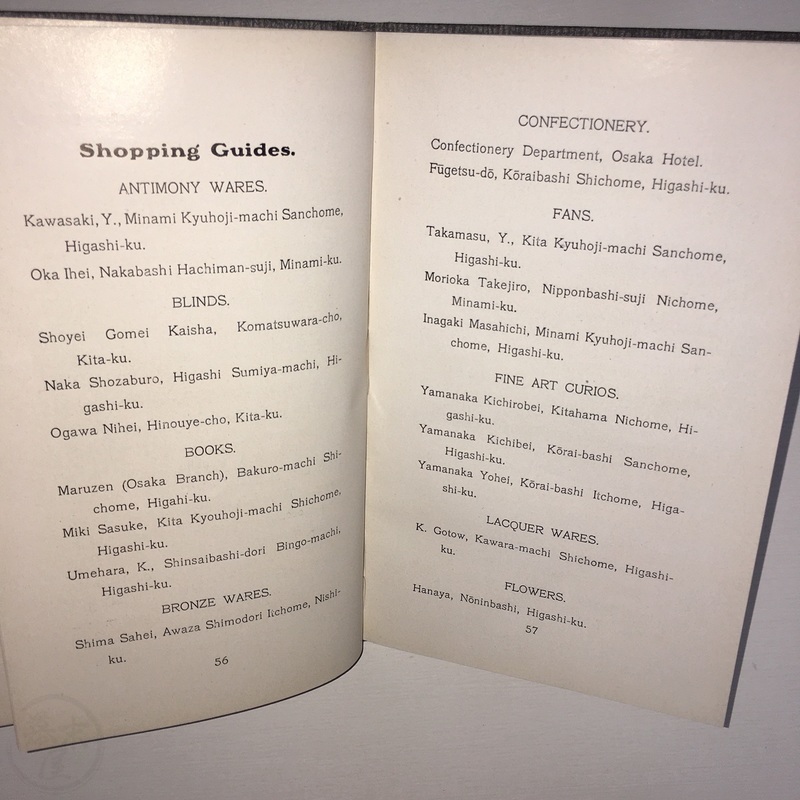 Shopping Guides.
ANTIMONY WARES.
Kawasaki, Y., Minami Kyuhoji-machi Sanchome,
Higashi-ku.
Oka Ihei, Nakabashi Hachiman-suji, Minami-ku.
BLINDS.
Shoyei Gomei Kaisha, Komatsuwara-cho,
Kita-ku.
Naka Shozaburo, Higashi Sumiya-machi, Hi-
gashi-ku.
Ogawa Nihei, Hinouye-cho, Kita-ku.
BOOKS.
Maruzen (Osaka Branch), Bakuro-machi Shi-
chome, Higahi-ku.
Miki Sasuke, Kita Kyouhoji-machi Shichome,
Higashi-ku.
Umehara, K., Shinsaibashi-dori Bingo-machi,
Higashi-ku.
BRONZE WARES.
Shima Sahei, Awaza Shimodori Itchome, Nishi-
ku.
56
CONFECTIONERY.
Confectionery Department, Osaka Hotel.
Fūgetsu-dō, Kōraibashi Shichome, Higashi-ku.
FANS.
Takamasu, Y., Kita Kyuhoji-machi Sanchome,
Higashi-ku.
Morioka Takejiro, Nipponbashi-suji Nichome,
Minami-ku.
Inagaki Masahichi, Minami Kyuhoji-machi San-
chome, Higashi-ku.
FINE ART CURIOS.
Yamanaka Kichirobei, Kitahama Nichome, Hi-
gashi-ku.
Yamanaka Kichibei, Kōrai-bashi Sanchome,
Higashi-ku.
Yamanaka Yohei, Kōrai-bashi Itchome, Higa-
shi-ku.
LACQUER WARES.
K. Gotow, Kawara-machi Shichome, Higashi-
ku.
FLOWERS.
Hanaya, Nōninbashi, Higashi-ku.
57